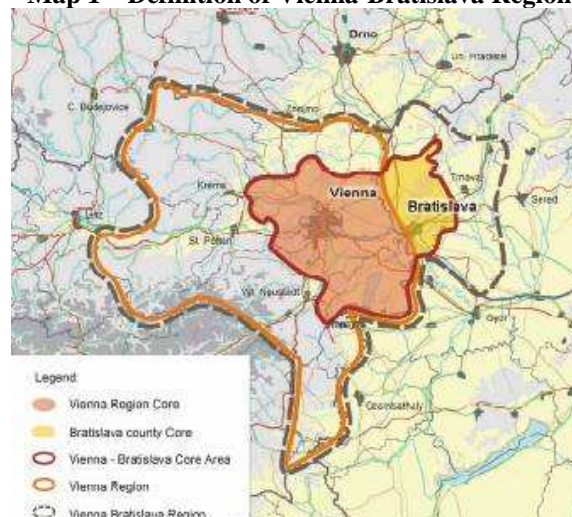 Map 1 – Definition of Vienna-Bratislava Region
Brno
Un. Hradiste
C. Budejovice
Znojmo
Trnava
Krems
Vienna
Sered
Bratislava
Linz
St. Pölten
Wr. Neustadt
Gyor
Szombathely
Legend:
Vienna Region Core
Bratislava county Core
Vienna - Bratislava Core Area
Vienna Region
Vienna Bratislava Region